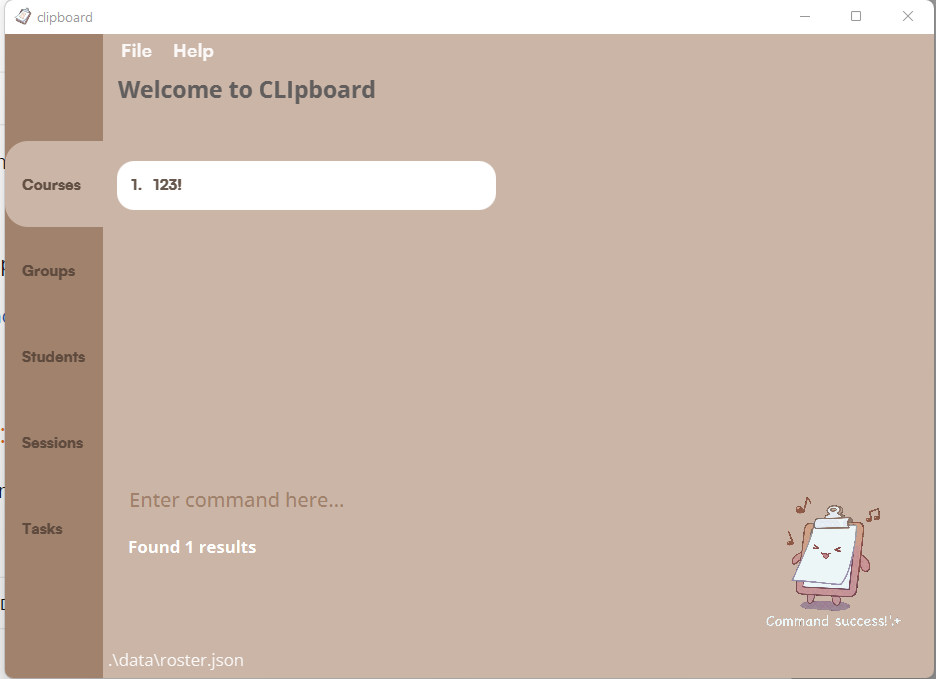 clipboard
File Help
Welcome to CLIpboard
Courses
1. 123!
Groups
Students
Sessions
Tasks
Enter command here...
Found 1 results
Command success!
.\data\roster.json